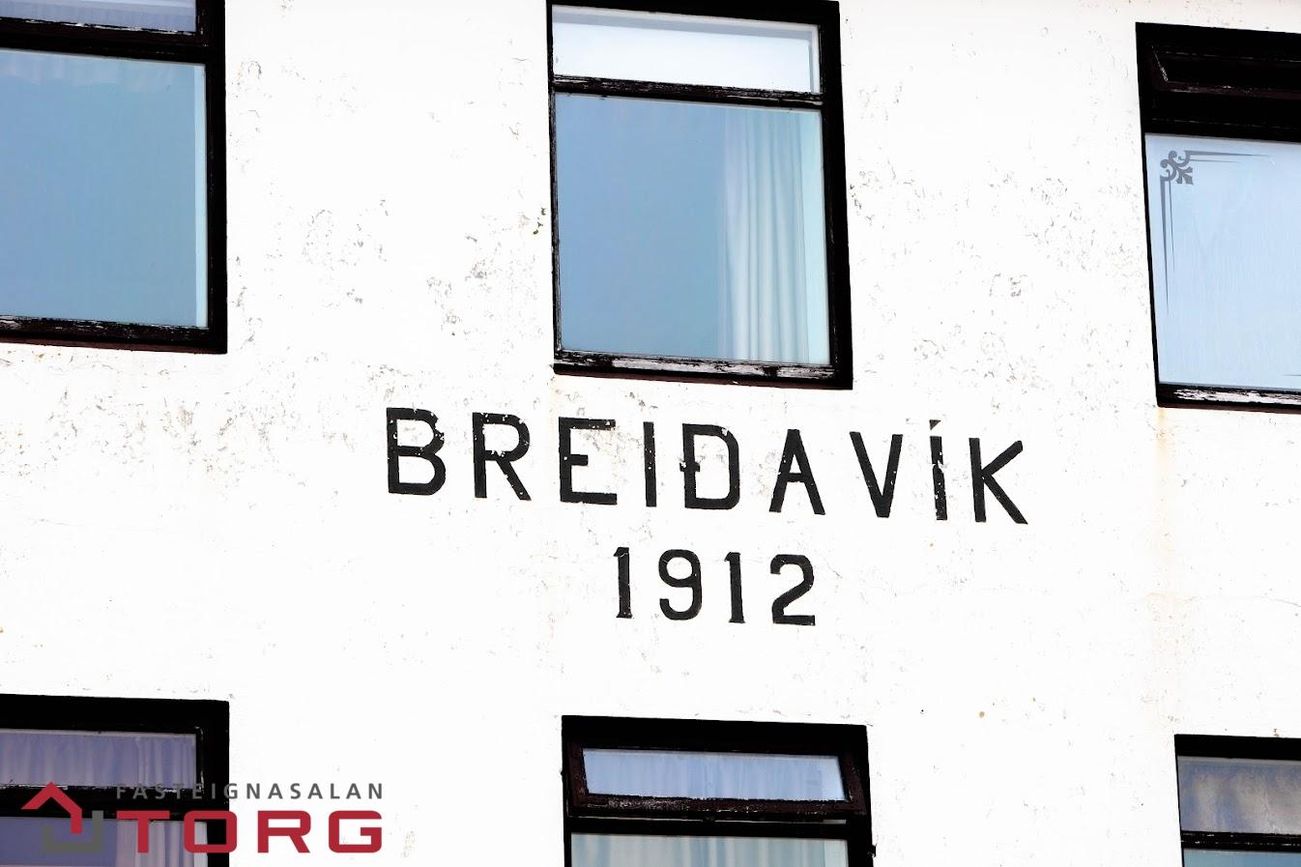 BREIÐAVÍK
1912
FASTEIGNASALAN
TORG